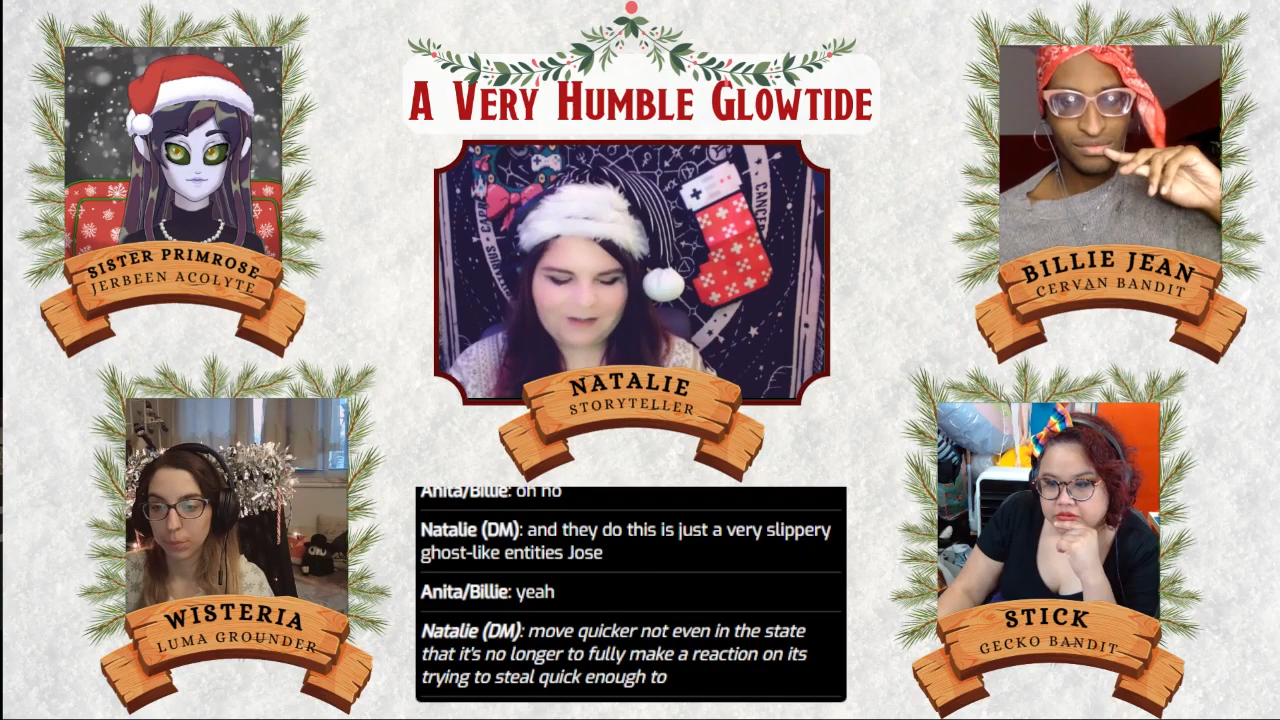 A VERY HUMBLE GLOWTIDE
SISTER PRIMROSE
JERBEEN ACOLYTE
BILLIE JEAN
CERVAN BANDIT
CANCER
CAPR
NATALIE
STORYTELLER
WISTERIA
LUMA GROUNDER
STICK
GECKO BANDIT
Anita/Billie: oh no
Natalie (DM): and they do this is just a very slippery
ghost-like entities Jose
Anita/Billie: yeah
Natalie (DM): move quicker not even in the state
that it's no longer to fully make a reaction on its
trying to steal quick enough to